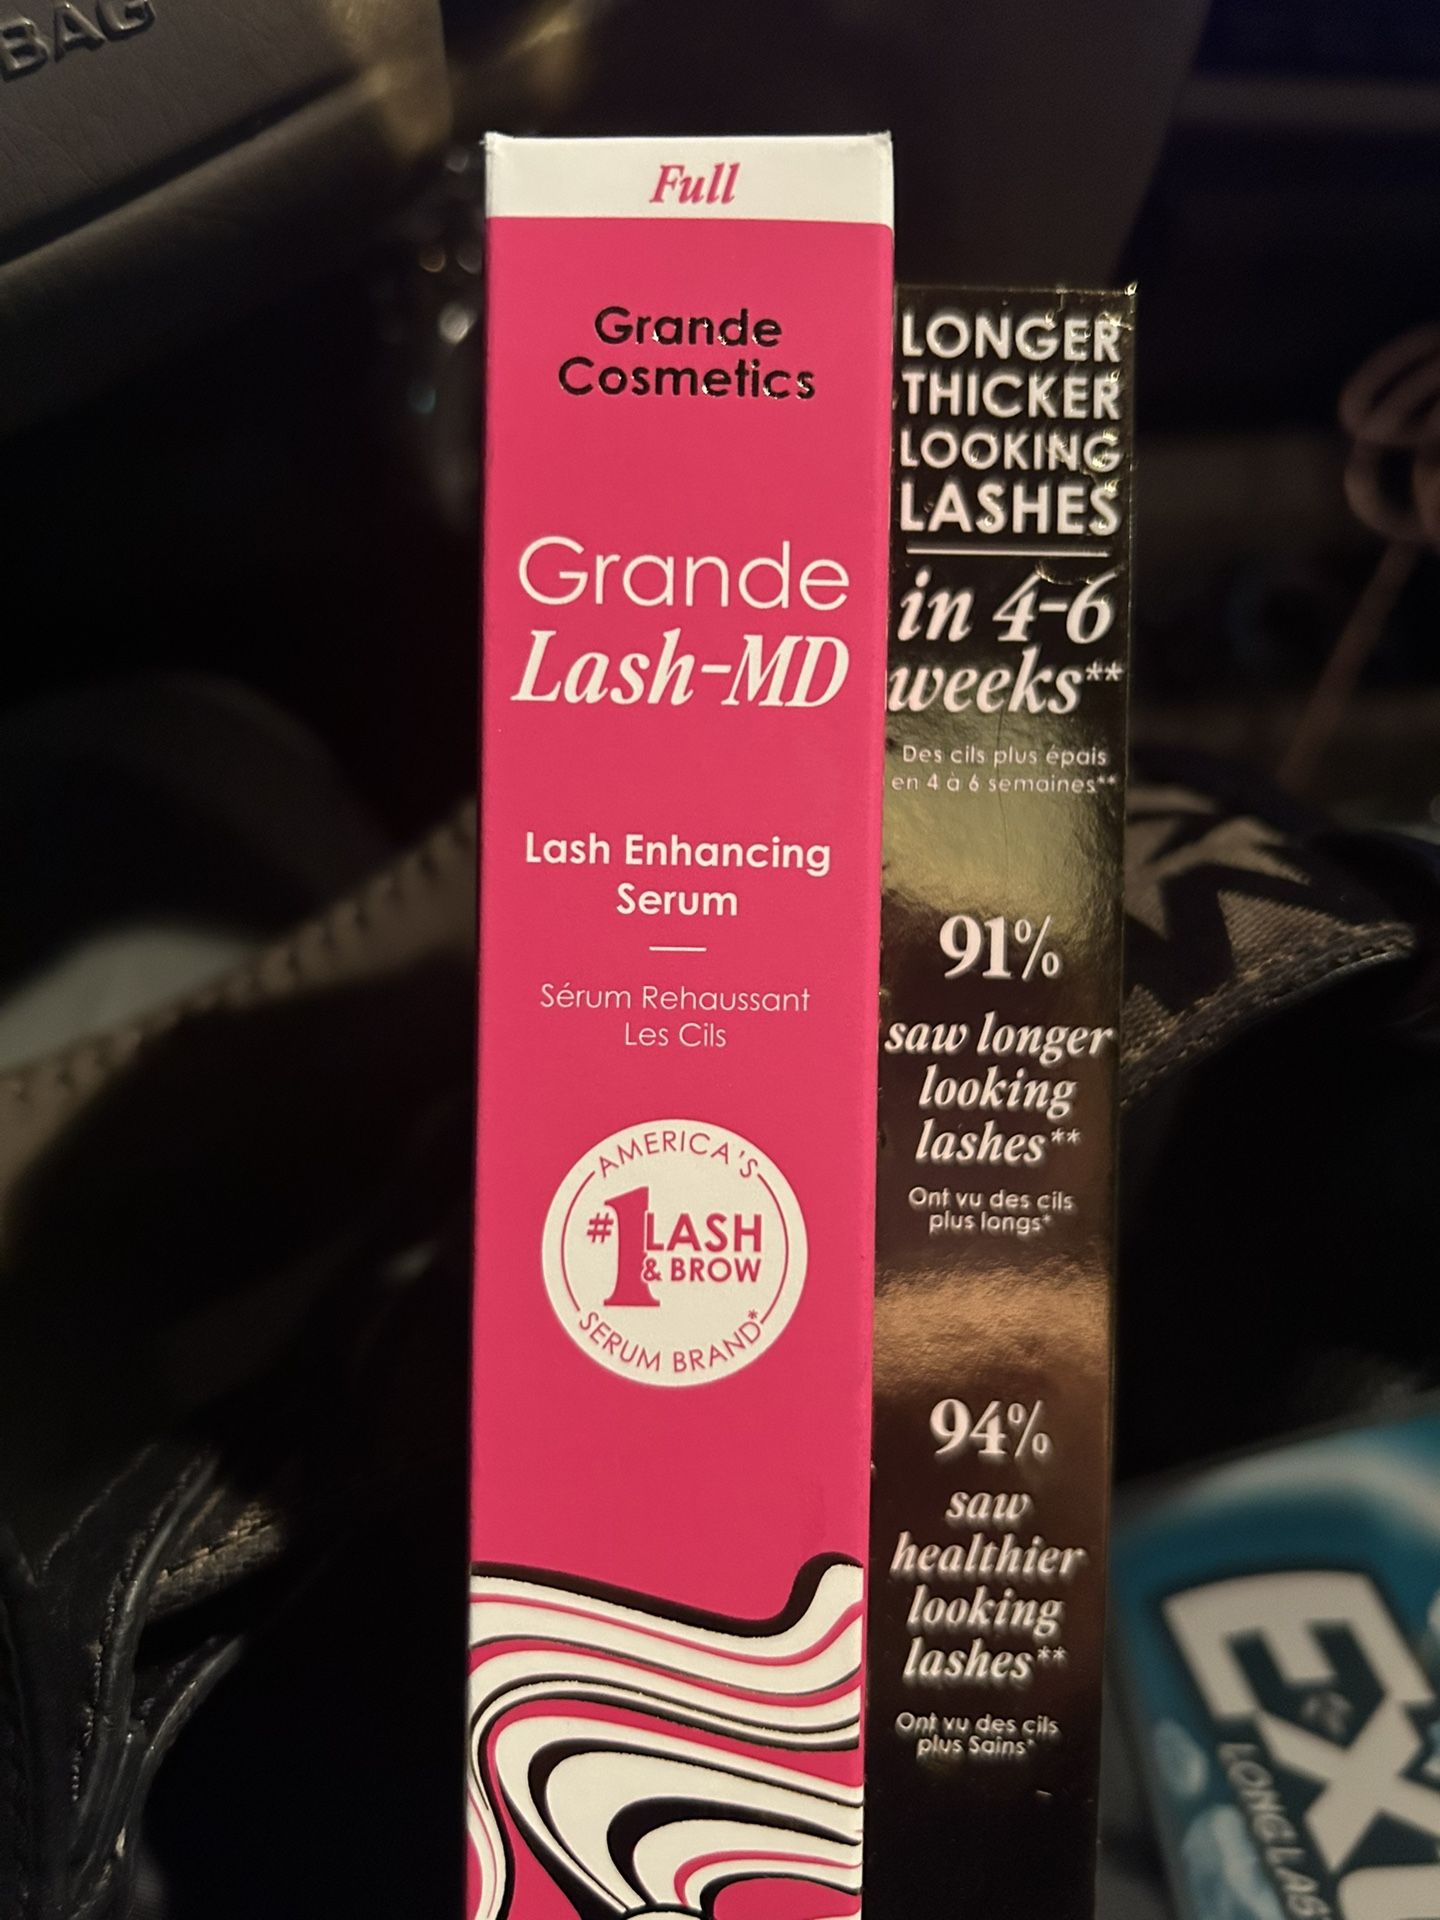 BAG
Full
Grande
Cosmetics
Grande
Lash-MD
Lash Enhancing
Serum
Sérum Rehaussant
Les Cils
AMERICA'S
#1 LASH
& BROW
SERUM BRAND*
LONGER
THICKER
LOOKING
LASHES
in 4-6
weeks**
Des cils plus épais
en 4 à 6 semaines**
91%
saw longer
looking
lashes**
Ont vu des cils
plus longs*
94%
saw
healthier
looking
lashes**
Ont vu des cils
plus Sains*